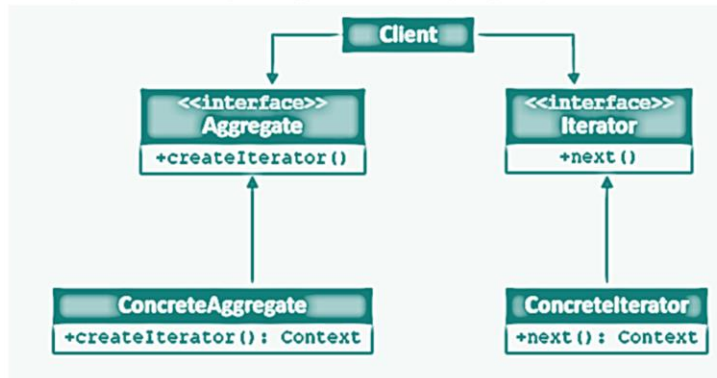 Client
<<interface>>
Aggregate
+createIterator()
<<interface>>
Iterator
+next()
ConcreteAggregate
+createIterator(): Context
ConcreteIterator
+next(): Context